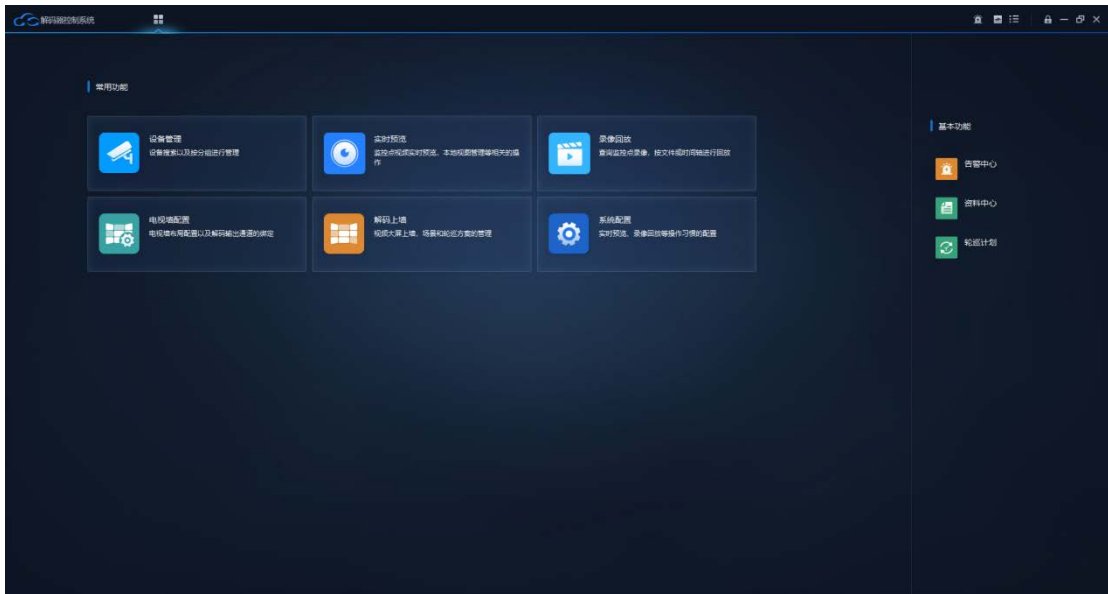 解码器控制系统
常用功能
设备管理
设备搜索以及按分组进行管理
实时预览
监控点视频实时预览、本地视图管理等相关的操
作
录像回放
查询监控点录像，按文件或时间轴进行回放
电视墙配置
电视墙布局配置以及解码输出通道的绑定
解码上墙
视频大屏上墙、场景和轮巡方案的管理
系统配置
实时预览、录像回放等操作习惯的配置
基本功能
告警中心
资料中心
轮巡计划